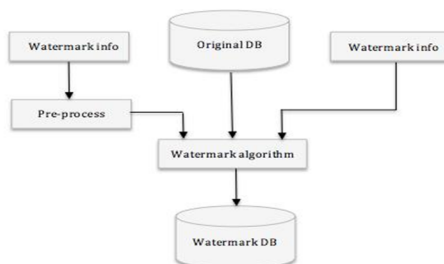 Watermark info
Original DB
Watermark info
Pre-process
Watermark algorithm
Watermark DB